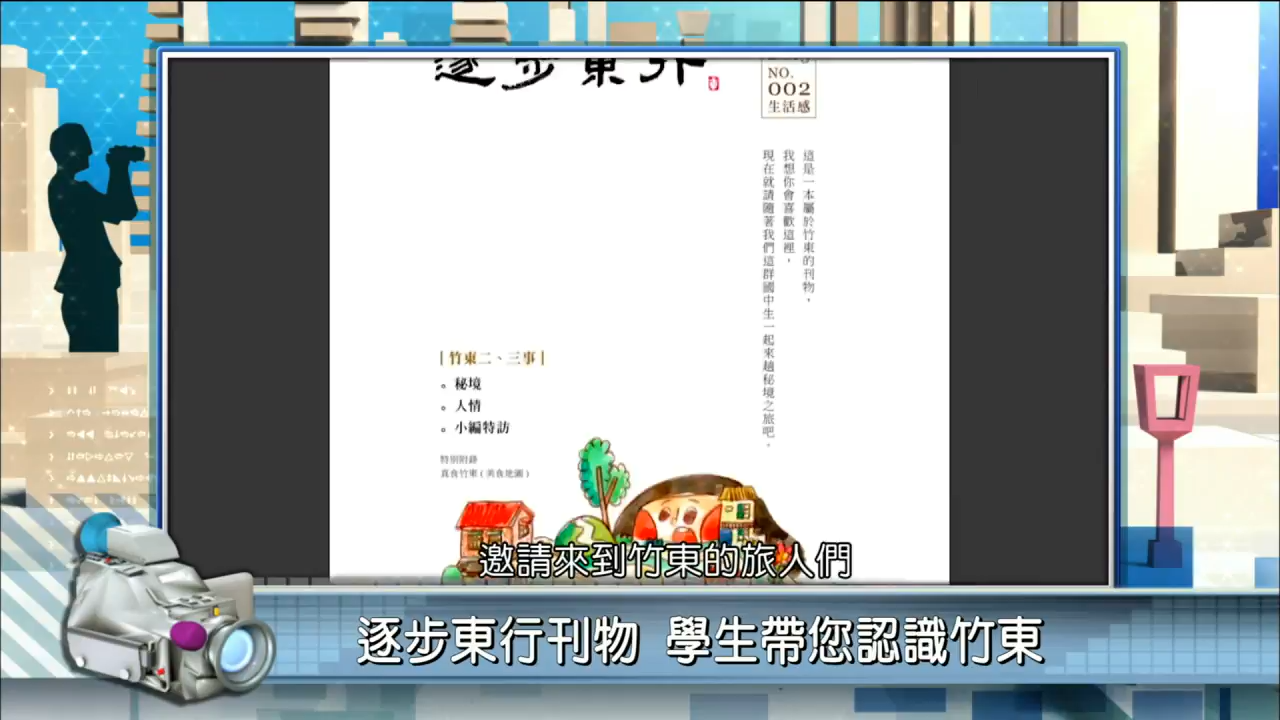 逐步東行
NO.
002
生活感
這是一本屬於竹東的刊物，
我想你會喜歡這裡，
現在就請隨著我們這群國中生一起來趟秘境之旅吧。
[ 竹東二、三事 ]
。秘境
。人情
。小編特訪
特別附錄
真食竹東 ( 美食地圖 )
邀請來到竹東的旅人們
逐步東行刊物 學生帶您認識竹東